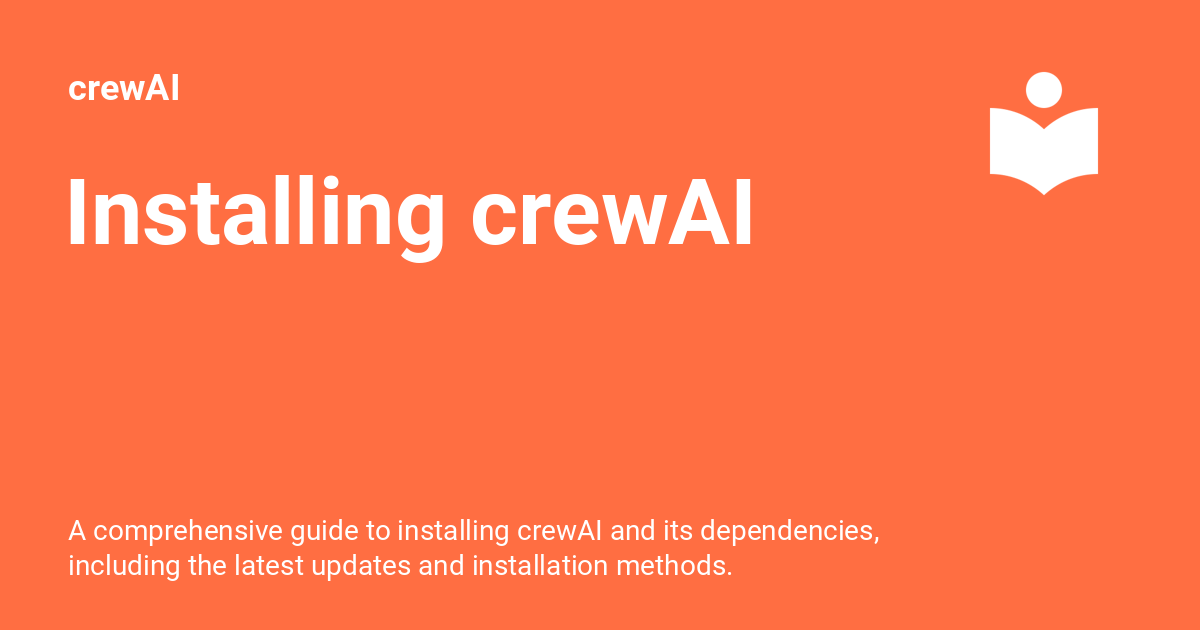 crewAI
Installing crewAI
A comprehensive guide to installing crewAI and its dependencies,
including the latest updates and installation methods.